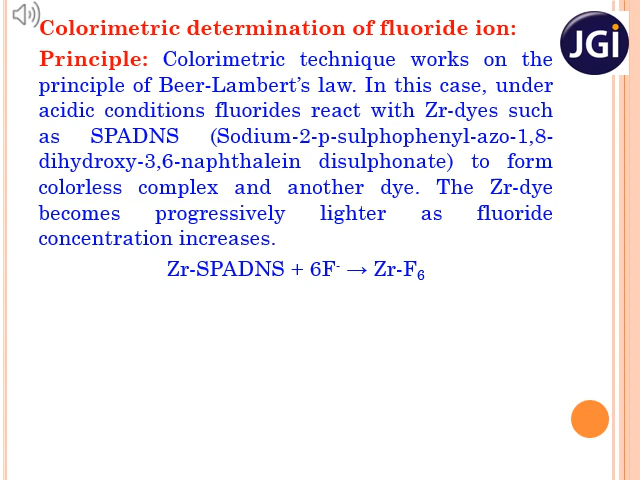 Colorimetric determination of fluoride ion:
JGi
Principle: Colorimetric technique works on the
principle of Beer-Lambert’s law. In this case, under
acidic conditions fluorides react with Zr-dyes such
as SPADNS (Sodium-2-p-sulphophenyl-azo-1,8-
dihydroxy-3,6-naphthalein disulphonate) to form
colorless complex and another dye. The Zr-dye
becomes progressively lighter as fluoride
concentration increases.
Zr-SPADNS + 6F⁻ → Zr-F₆